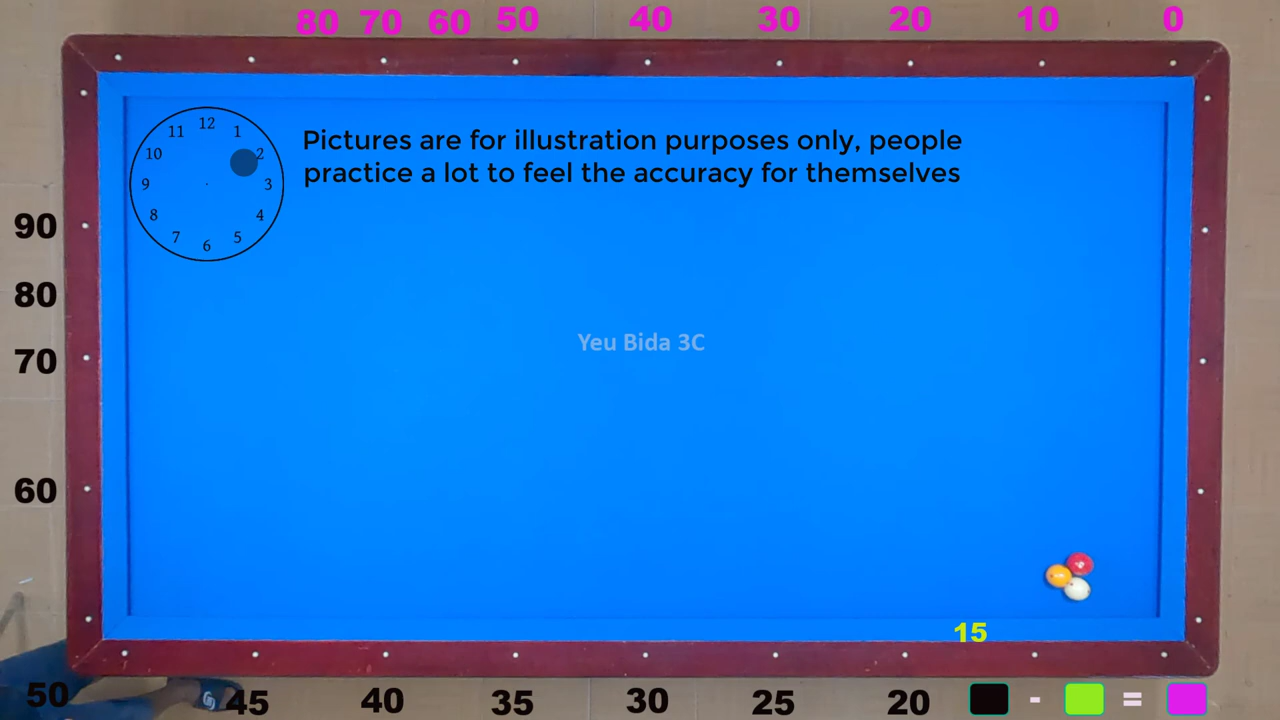 80 70 60 50 40 30 20 10 0
12
11 1
10 2
9 3
8 4
7 5
6
Pictures are for illustration purposes only, people
practice a lot to feel the accuracy for themselves
90
80
70
60
Yeu Bida 3C
15
50 45 40 35 30 25 20 - =